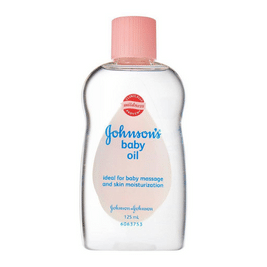 Johnson's
baby
oil
ideal for baby massage
and skin moisturization
Johnson & Johnson
125 mL